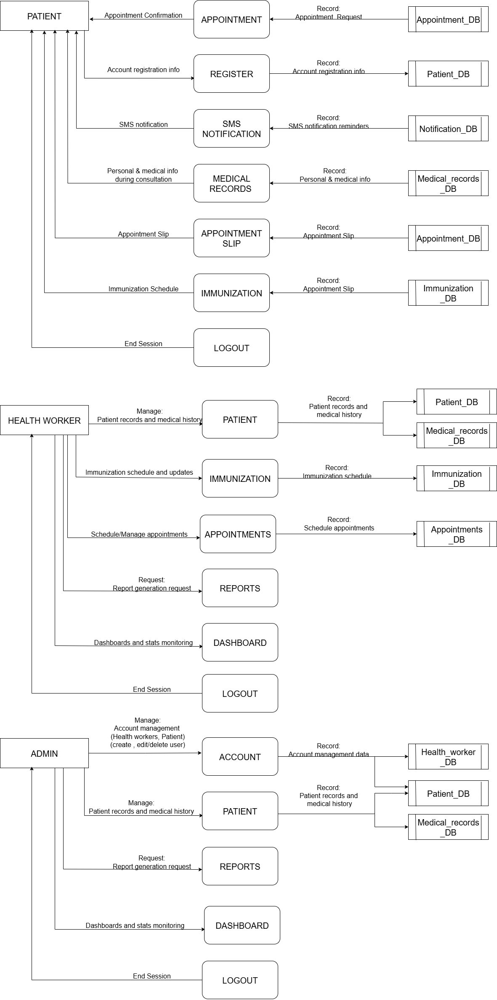 PATIENT
Appointment Confirmation
APPOINTMENT
Record:
Appointment Request
Appointment_DB
Account registration info
REGISTER
Record:
Account registration info
Patient_DB
SMS notification
SMS
NOTIFICATION
Record:
SMS notification reminders
Notification_DB
Personal & medical info
during consultation
MEDICAL
RECORDS
Record:
Personal & medical info
Medical_records
_DB
Appointment Slip
APPOINTMENT
SLIP
Record:
Appointment Slip
Appointment_DB
Immunization Schedule
IMMUNIZATION
Record:
Appointment Slip
Immunization
_DB
End Session
LOGOUT
HEALTH WORKER
Manage:
Patient records and medical history
PATIENT
Record:
Patient records and
medical history
Patient_DB
Medical_records
_DB
Immunization schedule and updates
IMMUNIZATION
Record:
Immunization schedule
Immunization
_DB
Schedule/Manage appointments
APPOINTMENTS
Record:
Schedule appointments
Appointments
_DB
Request:
Report generation request
REPORTS
Dashboards and stats monitoring
DASHBOARD
End Session
LOGOUT
ADMIN
Manage:
Account management
(Health workers, Patient)
(create , edit/delete user)
ACCOUNT
Record:
Account management data
Health_worker
_DB
Manage:
Patient records and medical history
PATIENT
Record:
Patient records and
medical history
Patient_DB
Medical_records
_DB
Request:
Report generation request
REPORTS
Dashboards and stats monitoring
DASHBOARD
End Session
LOGOUT